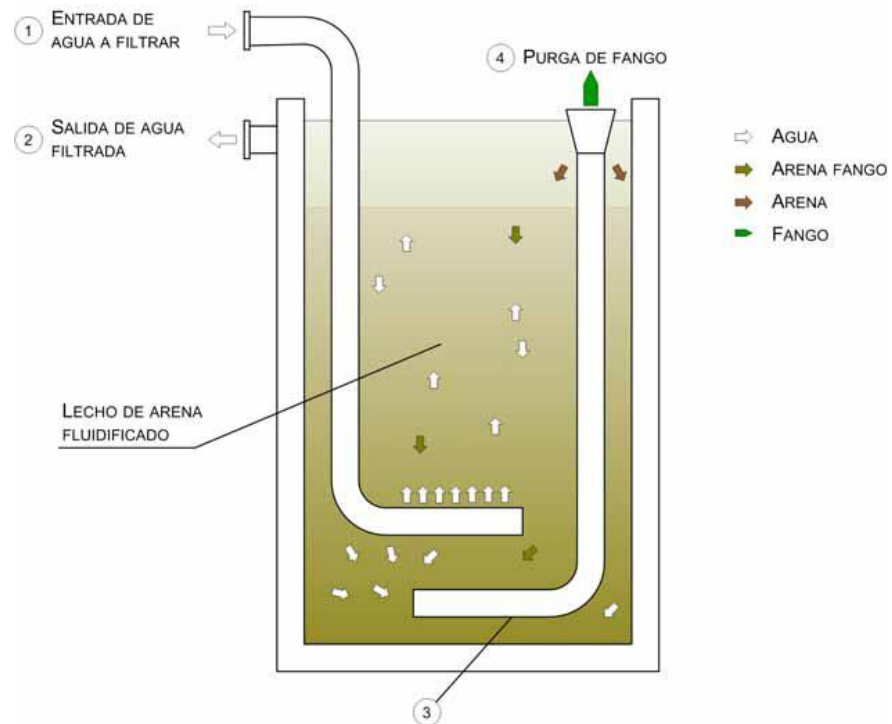 1 ENTRADA DE
AGUA A FILTRAR
4 PURGA DE FANGO
2 SALIDA DE AGUA
FILTRADA
AGUA
ARENA FANGO
ARENA
FANGO
LECHO DE ARENA
FLUIDIFICADO
3